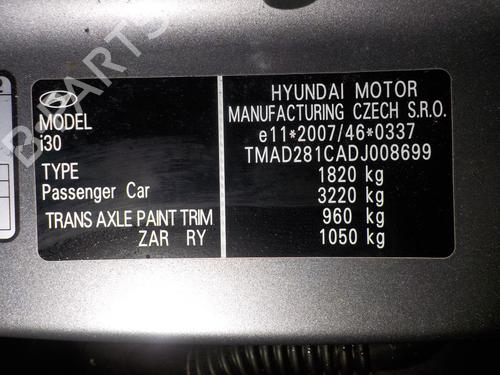 MODEL
i30
TYPE
Passenger Car
TRANS AXLE PAINT TRIM
ZAR RY
HYUNDAI MOTOR
MANUFACTURING CZECH S.R.O.
e11*2007/46*0337
TMAD281CADJ008699
1820 kg
3220 kg
960 kg
1050 kg
B-PARTS